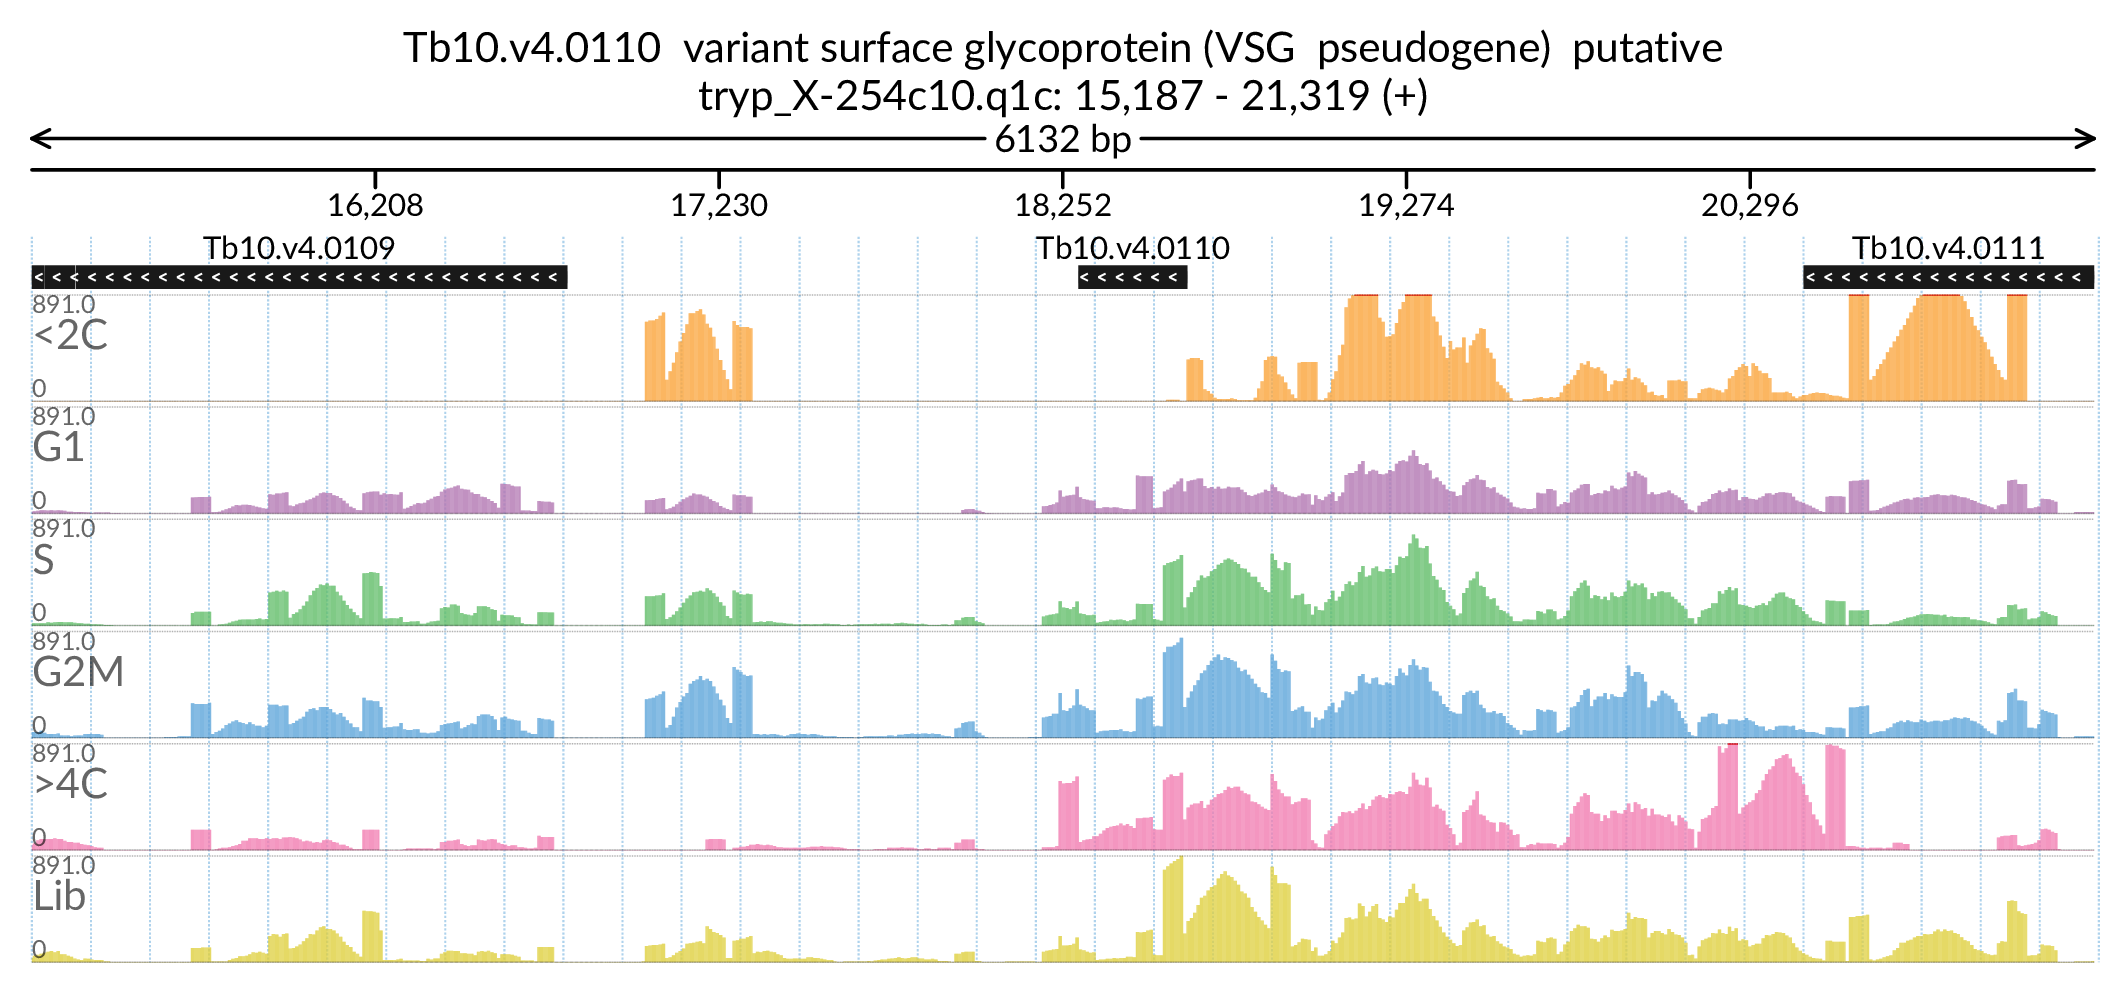 Tb10.v4.0110  variant surface glycoprotein (VSG  pseudogene)  putative
tryp_X-254c10.q1c: 15,187 - 21,319 (+)
6132 bp
16,208 17,230 18,252 19,274 20,296
Tb10.v4.0109 Tb10.v4.0110 Tb10.v4.0111
891.0
<2C
0
891.0
G1
0
891.0
S
0
891.0
G2M
0
891.0
>4C
0
891.0
Lib
0